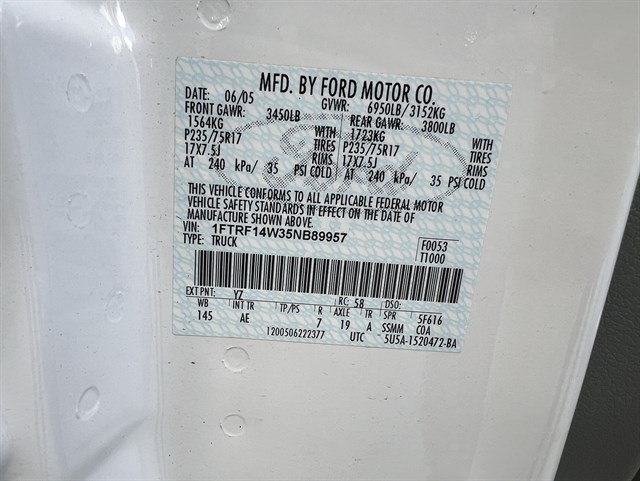 MFD. BY FORD MOTOR CO.
DATE: 06/05 GVWR: 6950LB/3152KG
FRONT GAWR: 3450LB REAR GAWR: 3800LB
1564KG WITH 1723KG WITH
P235/75R17 TIRES P235/75R17 TIRES
17X7.5J RIMS 17X7.5J RIMS
AT 240 kPa/ 35 PSI COLD AT 240 kPa/ 35 PSI COLD
THIS VEHICLE CONFORMS TO ALL APPLICABLE FEDERAL MOTOR
VEHICLE SAFETY STANDARDS IN EFFECT ON THE DATE OF
MANUFACTURE SHOWN ABOVE.
VIN: 1FTRF14W35NB89957
TYPE: TRUCK
F0053
T1000
EXT PNT: YZ RC: 58 DSO:
WB INT TR TP/PS R AXLE TR SPR 5F616
145 AE 7 19 A SSMM COA
1200506222377 UTC 5U5A-1520472-BA
Ford